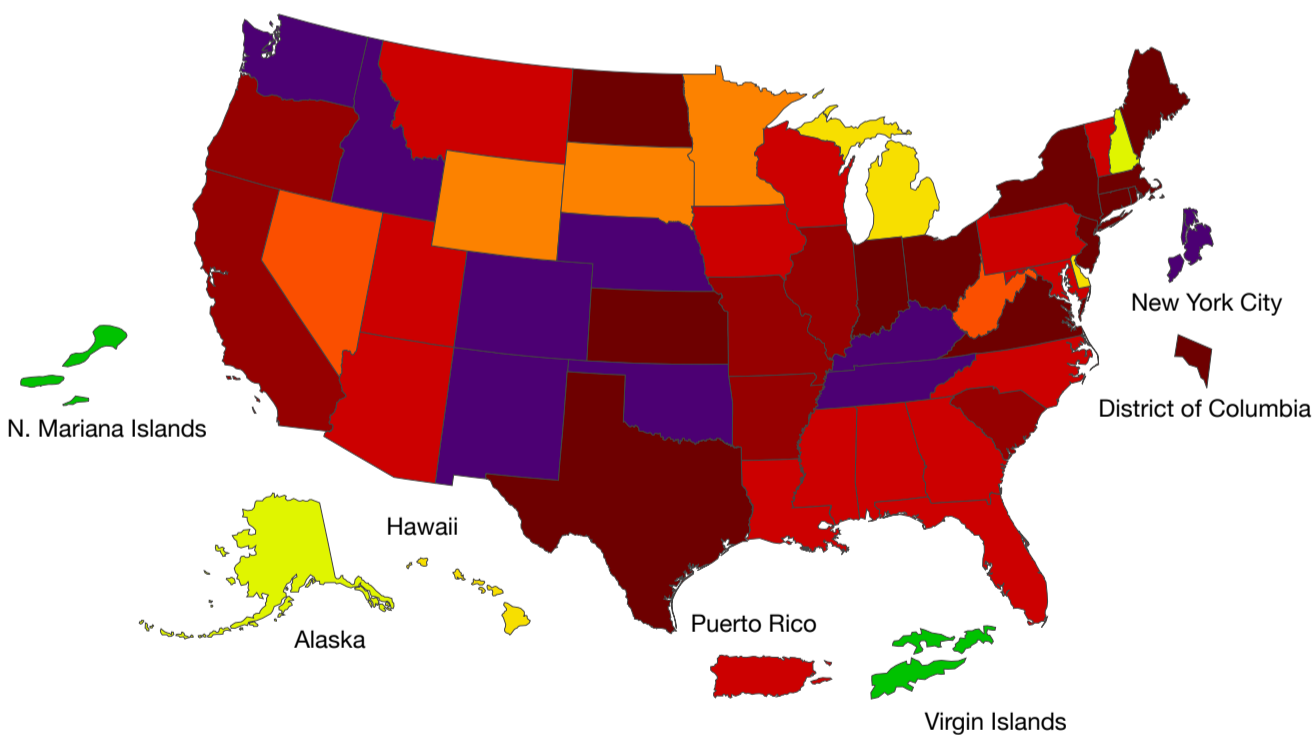 New York City
District of Columbia
N. Mariana Islands
Hawaii
Alaska
Puerto Rico
Virgin Islands